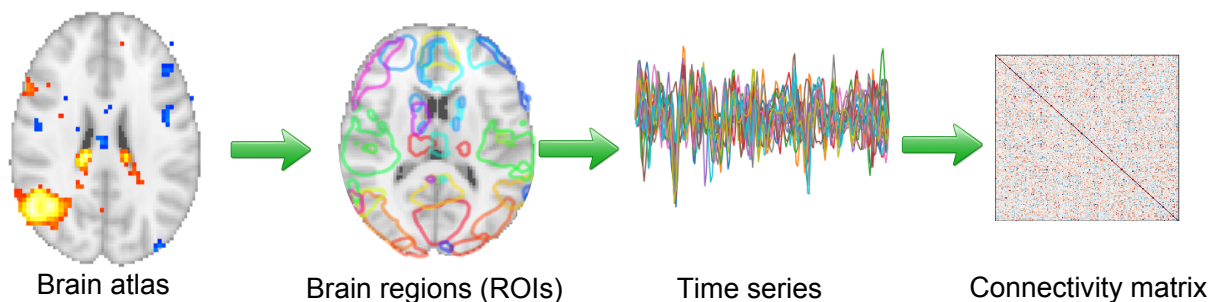 Brain atlas
Brain regions (ROIs)
Time series
Connectivity matrix